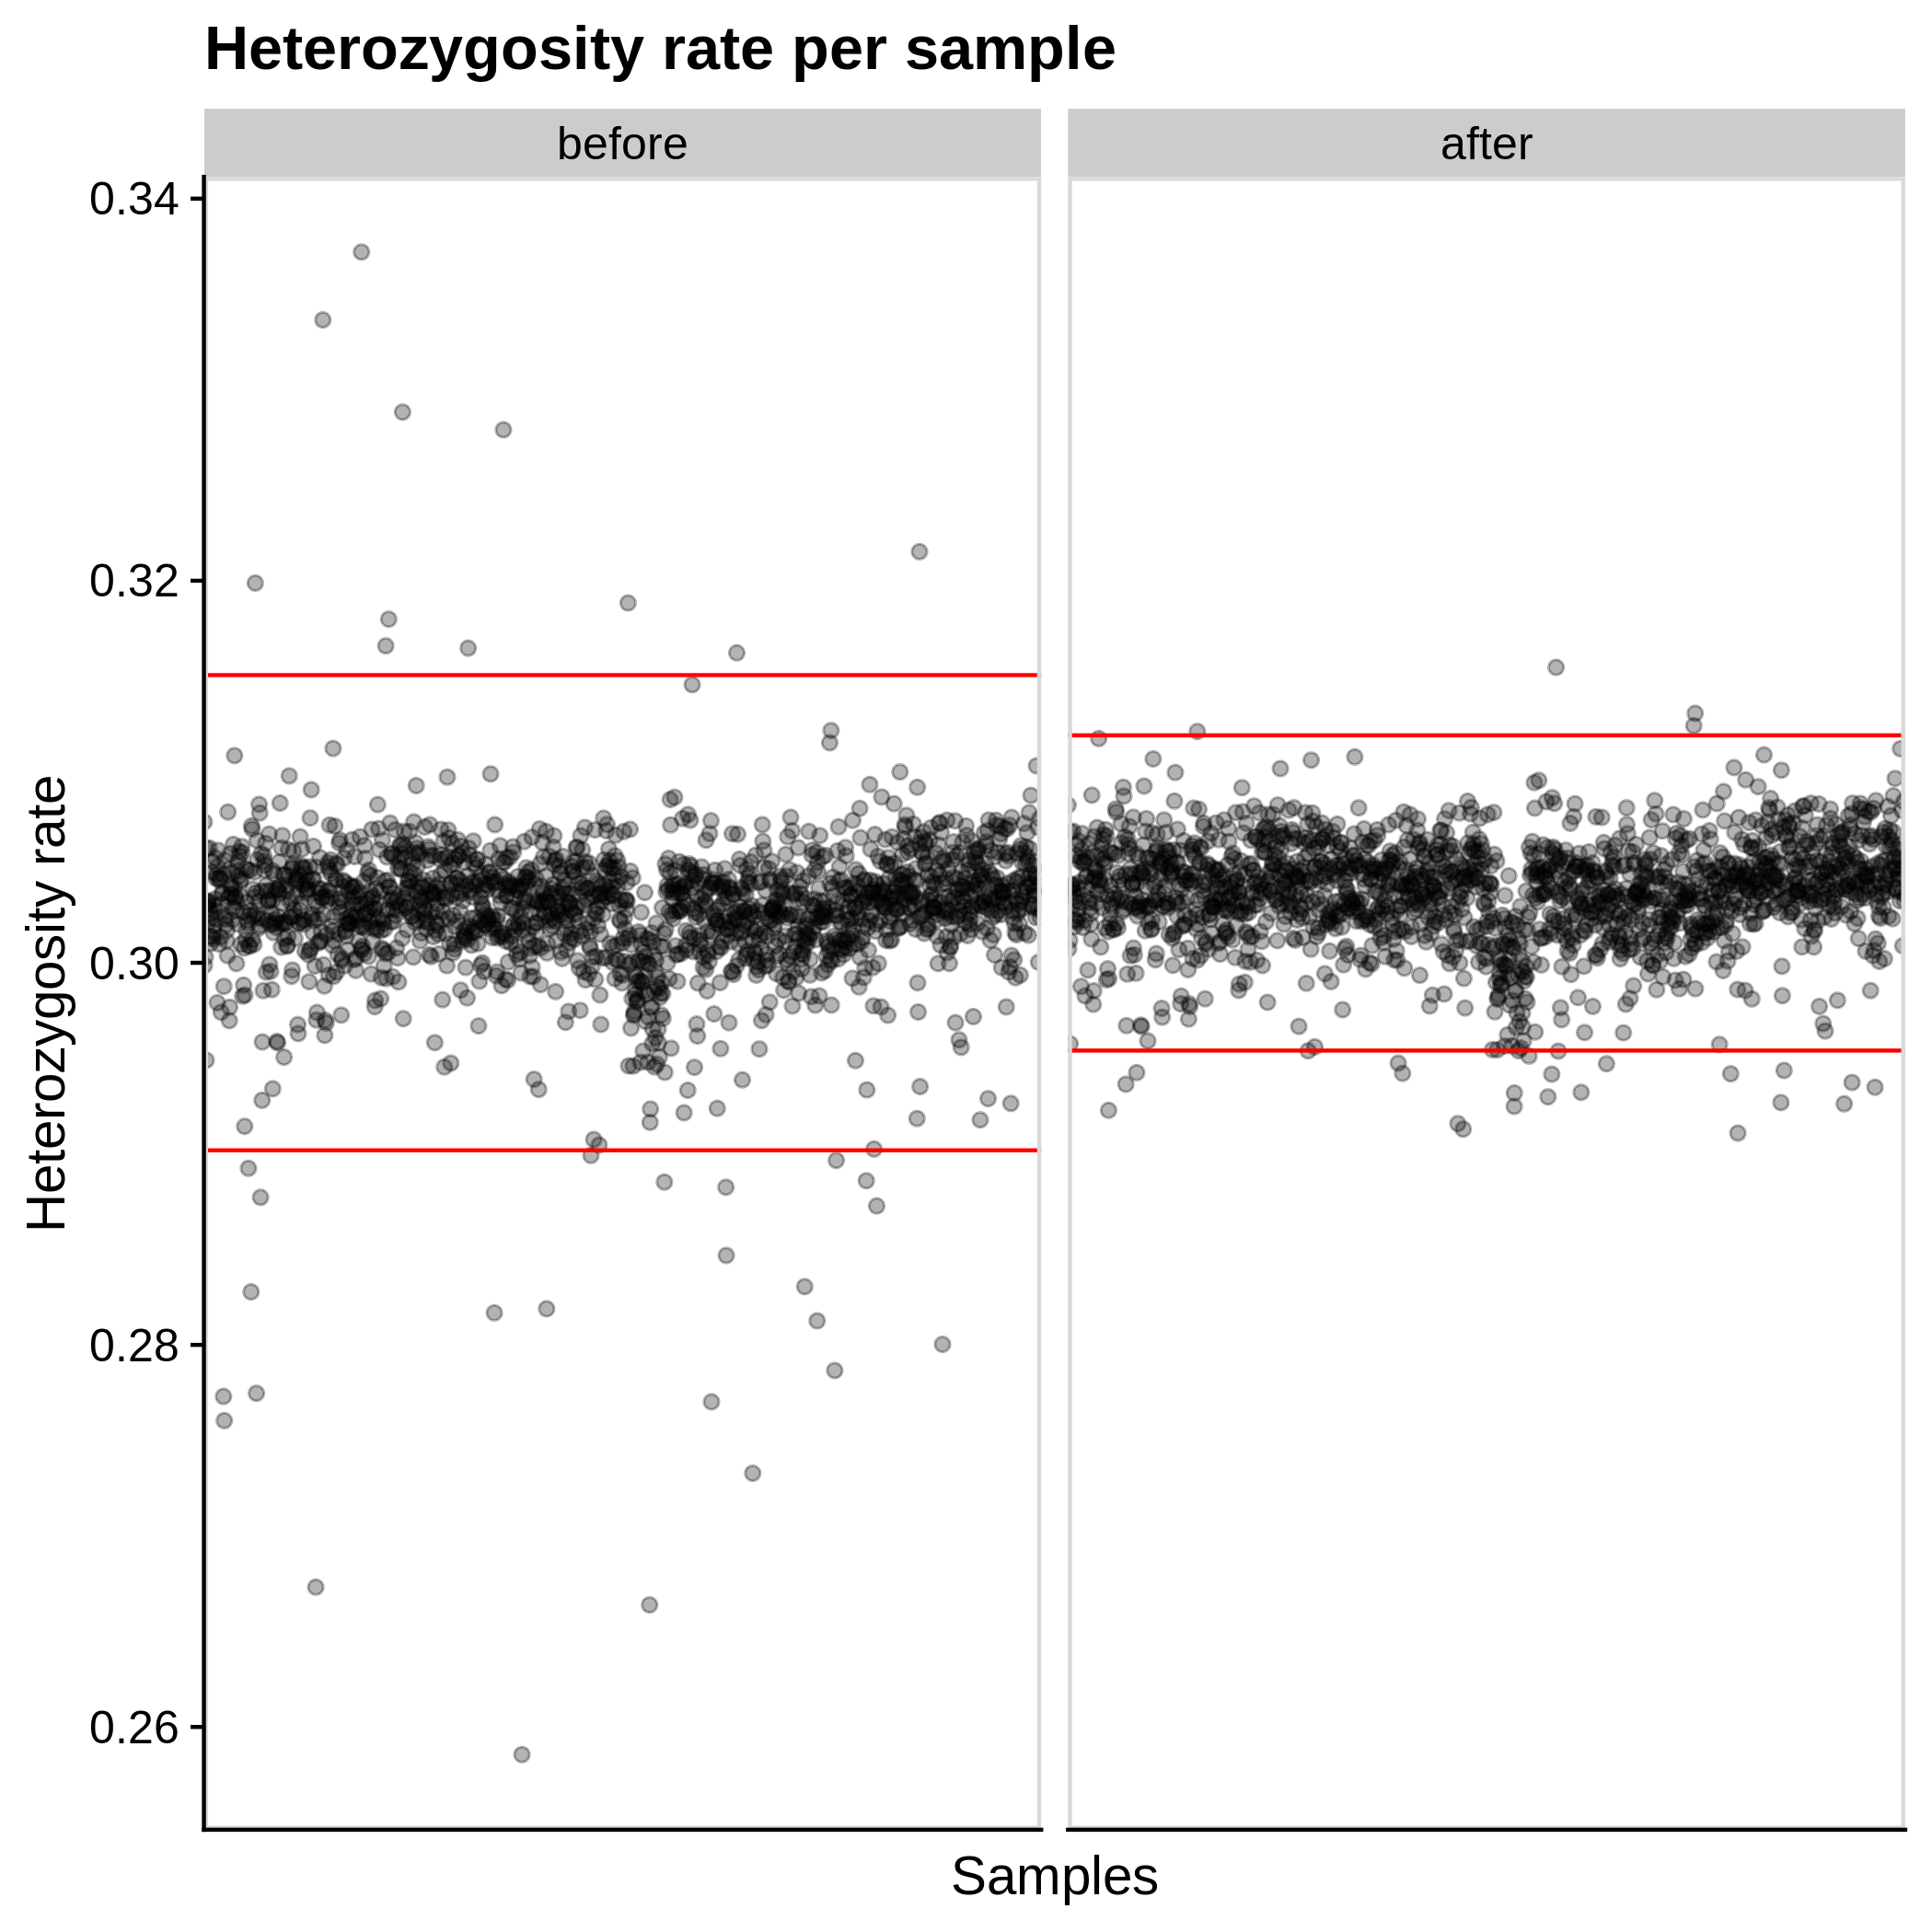 Heterozygosity rate per sample
before
after
0.34
0.32
0.30
0.28
0.26
Heterozygosity rate
Samples